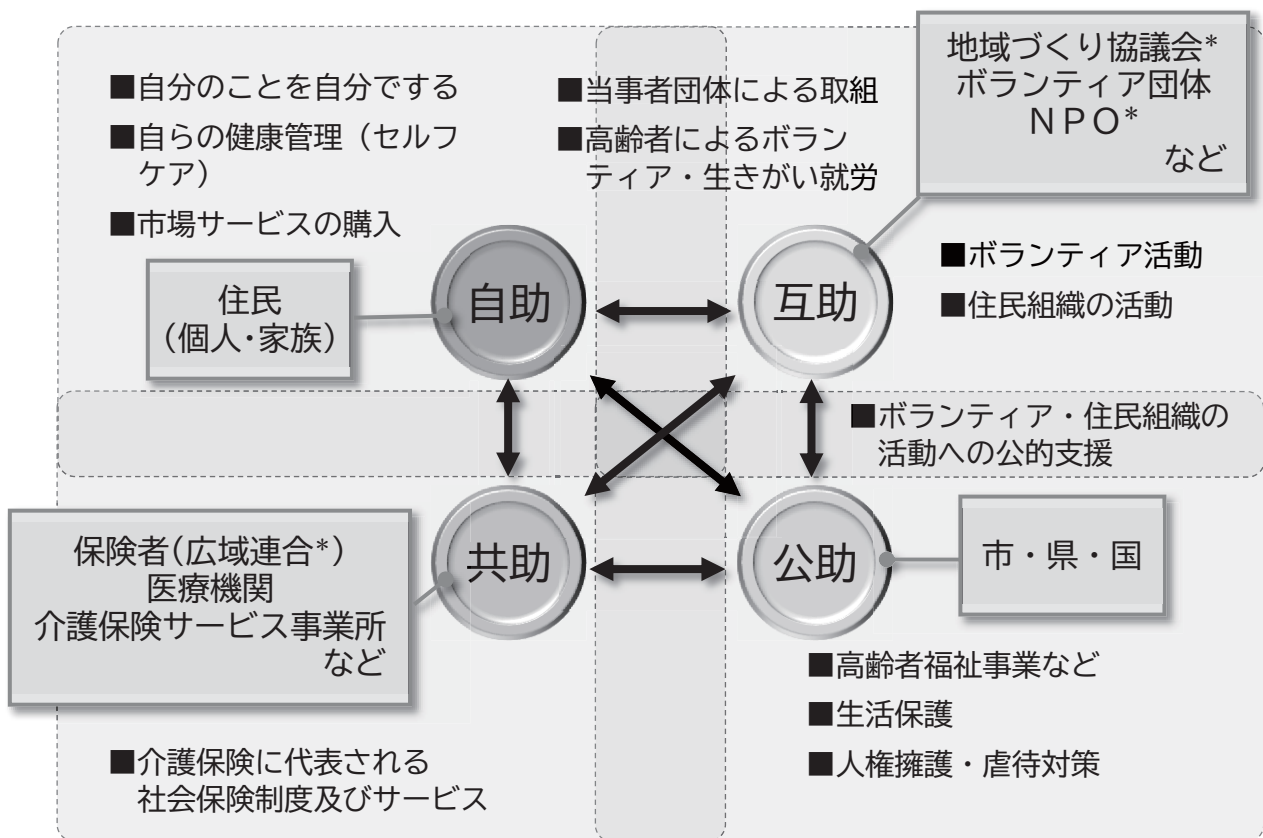 ■自分のことを自分でする
■自らの健康管理（セルフ
ケア）
■市場サービスの購入
■当事者団体による取組
■高齢者によるボラン
ティア・生きがい就労
地域づくり協議会*
ボランティア団体
ＮＰＯ*
など
住民
（個人・家族）
自助
互助
■ボランティア活動
■住民組織の活動
■ボランティア・住民組織の
活動への公的支援
保険者（広域連合*）
医療機関
介護保険サービス事業所
など
共助
公助
市・県・国
■介護保険に代表される
社会保険制度及びサービス
■高齢者福祉事業など
■生活保護
■人権擁護・虐待対策